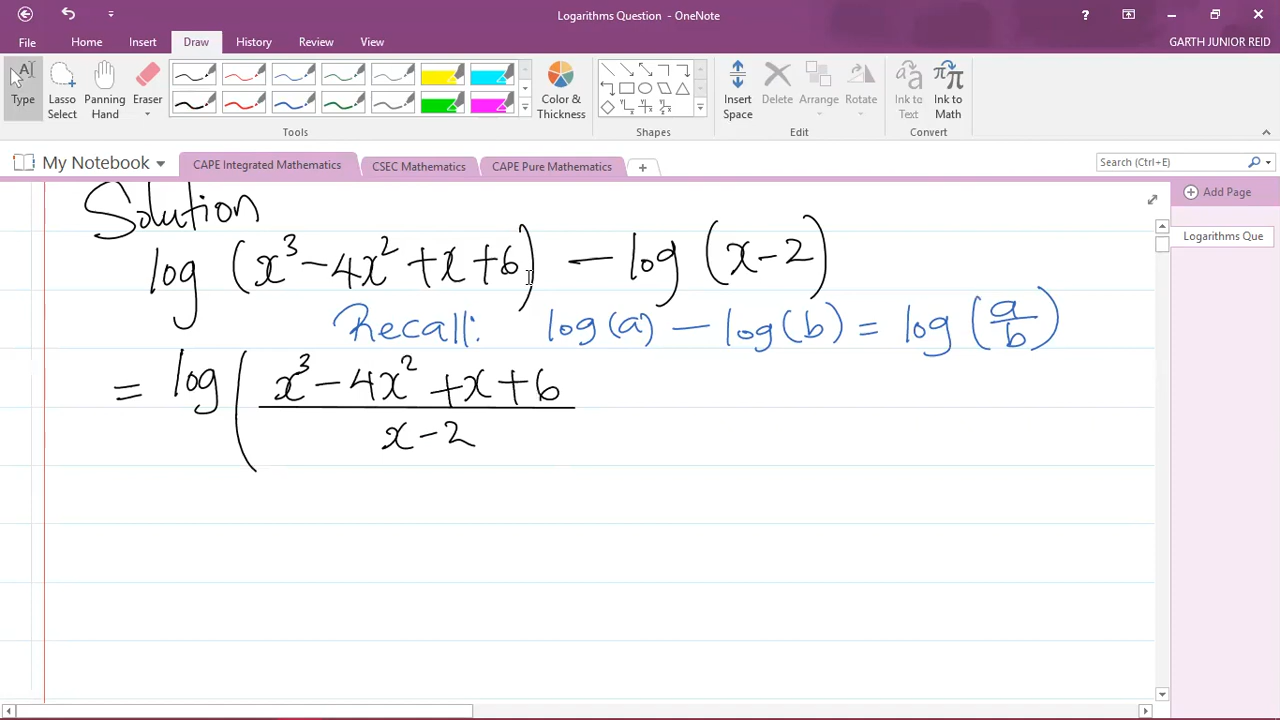 Logarithms Question - OneNote
GARTH JUNIOR REID
File Home Insert Draw History Review View
Type
Lasso Select
Panning Hand
Eraser
Color & Thickness
Insert Space
Delete
Arrange
Rotate
Ink to Text
Ink to Math
Tools Shapes Edit Convert
My Notebook
CAPE Integrated Mathematics
CSEC Mathematics
CAPE Pure Mathematics
Search (Ctrl+E)
Add Page
Logarithms Que
Solution
log (x³ - 4x² + x + 6) - log (x - 2)
Recall: log(a) - log(b) = log(a/b)
= log( x³ - 4x² + x + 6
x - 2